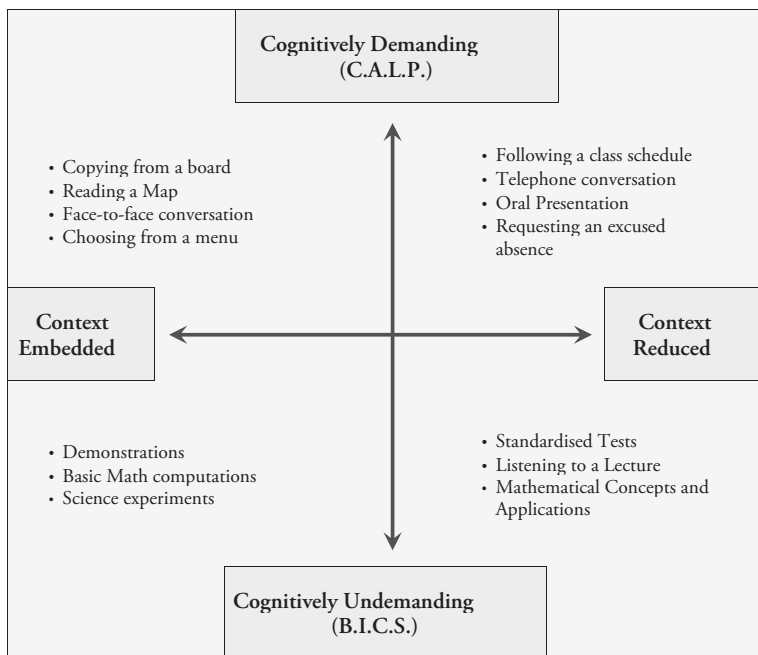 Cognitively Demanding
(C.A.L.P.)
• Copying from a board
• Reading a Map
• Face-to-face conversation
• Choosing from a menu
• Following a class schedule
• Telephone conversation
• Oral Presentation
• Requesting an excused
absence
Context
Embedded
Context
Reduced
• Demonstrations
• Basic Math computations
• Science experiments
• Standardised Tests
• Listening to a Lecture
• Mathematical Concepts and
Applications
Cognitively Undemanding
(B.I.C.S.)